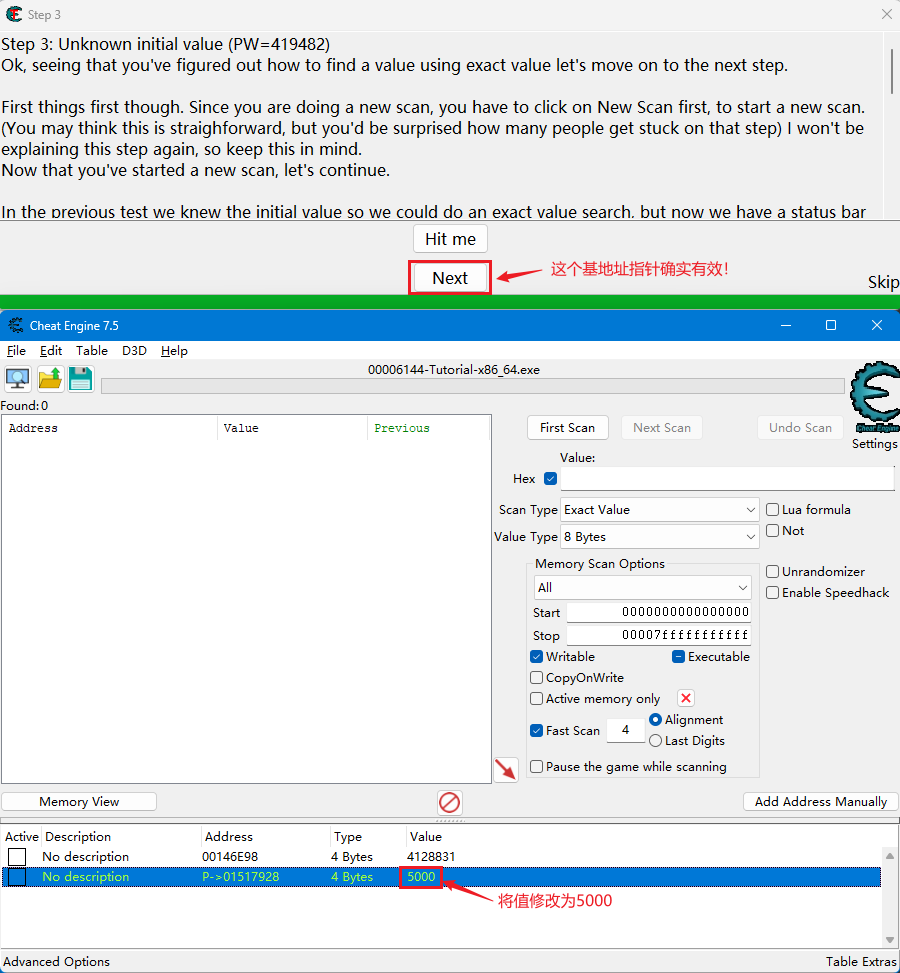 Step 3
Step 3: Unknown initial value (PW=419482)
Ok, seeing that you've figured out how to find a value using exact value let's move on to the next step.
First things first though. Since you are doing a new scan, you have to click on New Scan first, to start a new scan.
(You may think this is straighforward, but you'd be surprised how many people get stuck on that step) I won't be
explaining this step again, so keep this in mind.
Now that you've started a new scan, let's continue.
In the previous test we knew the initial value so we could do an exact value search, but now we have a status bar
Hit me
Next
这个基地址指针确实有效！
Skip
Cheat Engine 7.5
File Edit Table D3D Help
00006144-Tutorial-x86_64.exe
Found: 0
Address Value Previous
First Scan Next Scan Undo Scan
Cheat Engine
Settings
Value:
Hex
Scan Type Exact Value Lua formula
Not
Value Type 8 Bytes
Memory Scan Options
All
Unrandomizer
Enable Speedhack
Start 0000000000000000
Stop 00007fffffffffff
Writable Executable
CopyOnWrite
Active memory only
Fast Scan 4 Alignment
Last Digits
Pause the game while scanning
Memory View Add Address Manually
Active Description Address Type Value
No description 00146E98 4 Bytes 4128831
No description P->01517928 4 Bytes 5000
将值修改为5000
Advanced Options Table Extras